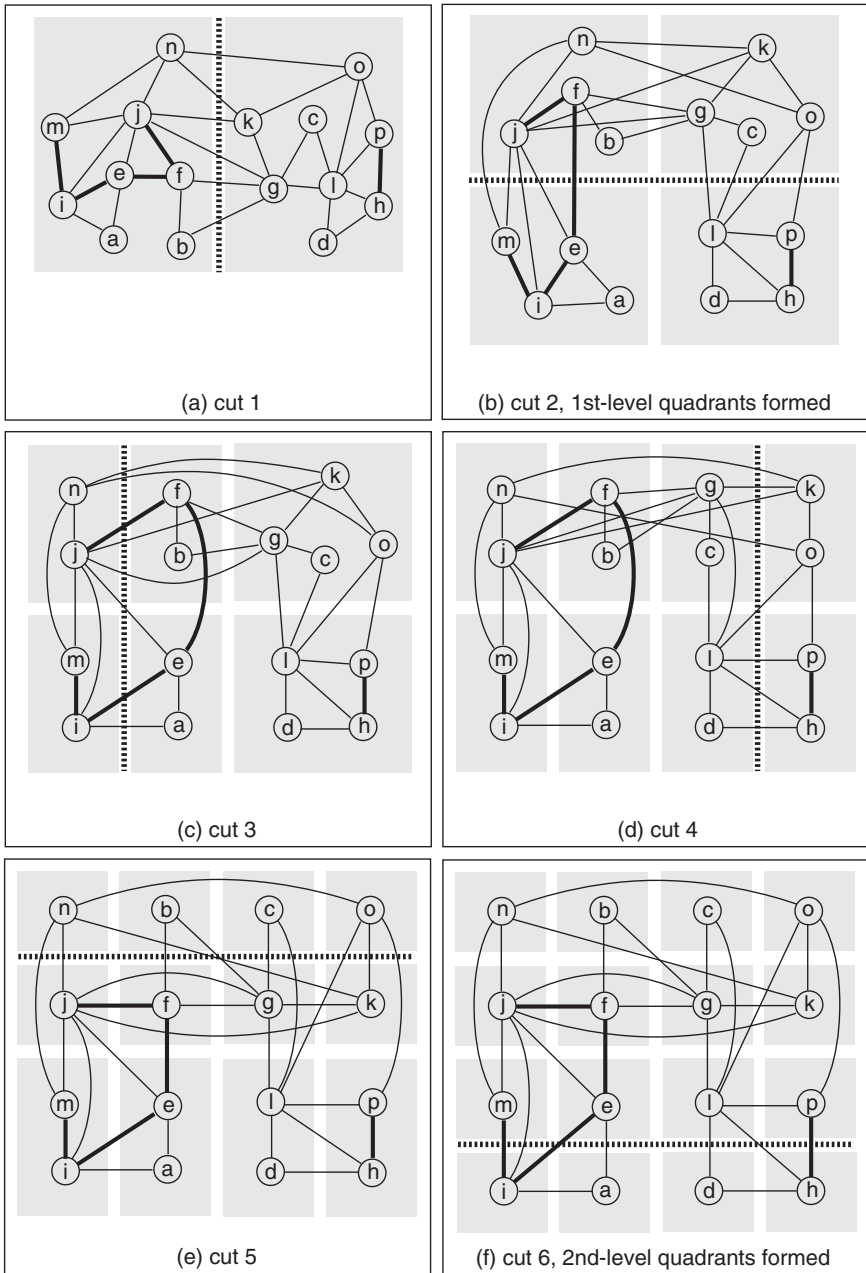 n
o
k
c
m
j
p
e
f
g
l
i
h
a
b
d
(a) cut 1
n
k
f
g
o
j
b
c
m
l
p
e
i
a
d
h
(b) cut 2, 1st-level quadrants formed
n
f
k
j
b
g
c
o
m
e
l
p
i
a
d
h
(c) cut 3
n
f
g
k
j
b
c
o
m
e
l
p
i
a
d
h
(d) cut 4
n
b
c
o
j
f
g
k
m
e
l
p
i
a
d
h
(e) cut 5
n
b
c
o
j
f
g
k
m
e
l
p
i
a
d
h
(f) cut 6, 2nd-level quadrants formed